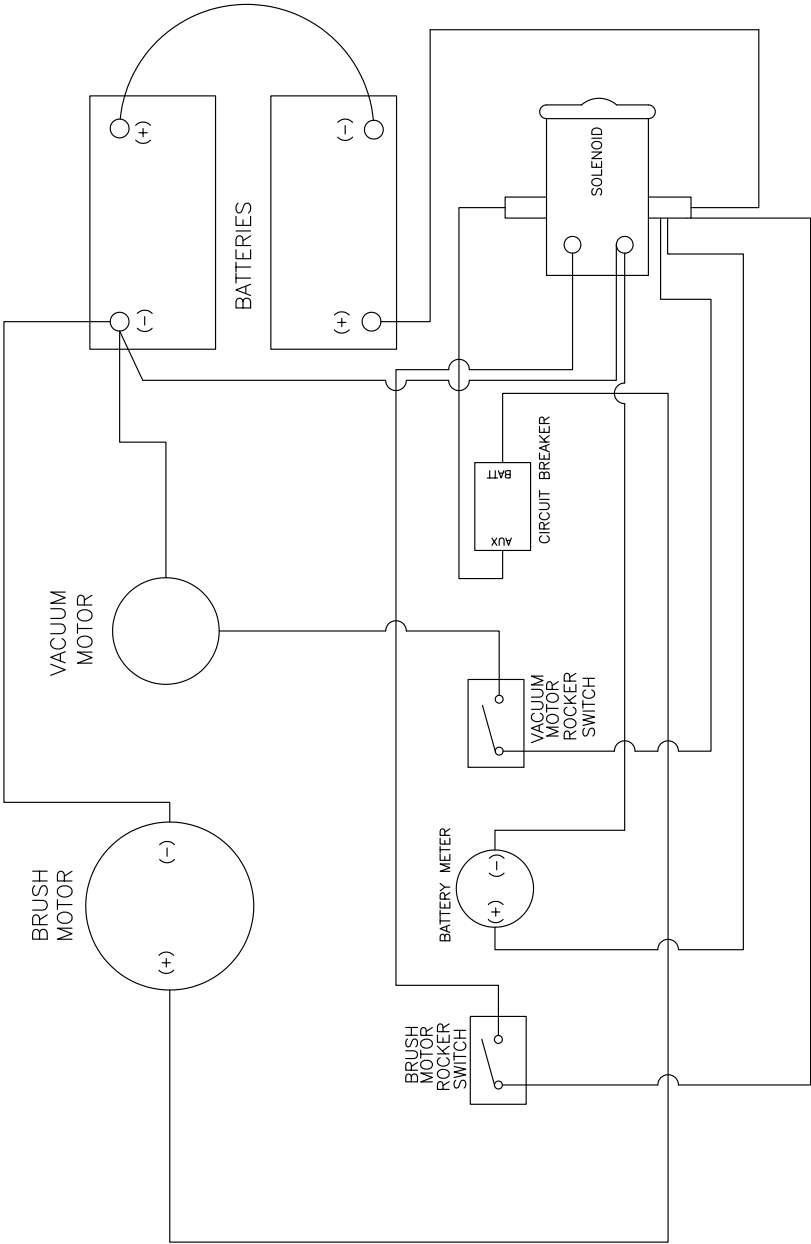 (+)
(-)
BATTERIES
(-)
(+)
SOLENOID
BATT
AUX
CIRCUIT BREAKER
VACUUM
MOTOR
VACUUM
MOTOR
ROCKER
SWITCH
BRUSH
MOTOR
(-)
(+)
BATTERY METER
(-)
(+)
BRUSH
MOTOR
ROCKER
SWITCH